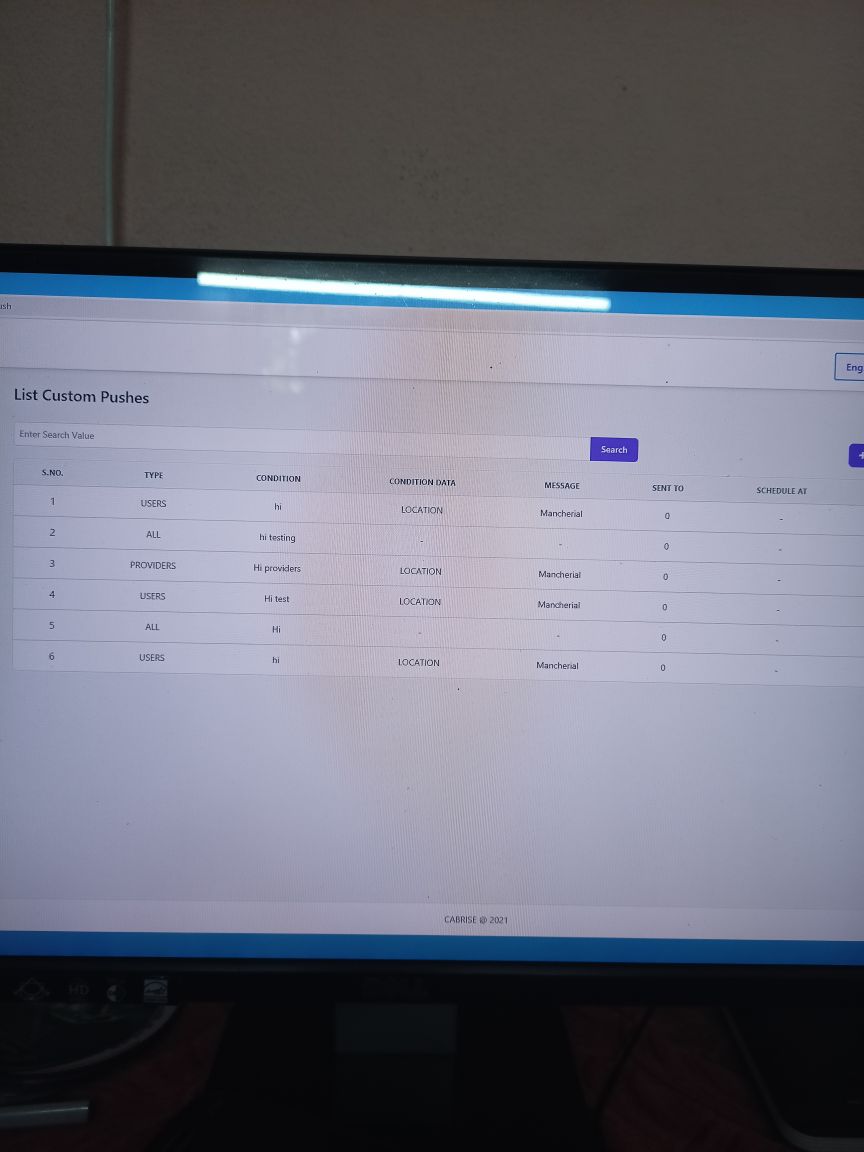 ush
Eng
List Custom Pushes
Enter Search Value Search +
S.NO. TYPE CONDITION CONDITION DATA MESSAGE SENT TO SCHEDULE AT
1 USERS hi LOCATION Mancherial 0 -
2 ALL hi testing - - 0 -
3 PROVIDERS Hi providers LOCATION Mancherial 0 -
4 USERS Hi test LOCATION Mancherial 0 -
5 ALL Hi - - 0 -
6 USERS hi LOCATION Mancherial 0 -
CABRISE @ 2021
HD
DELL